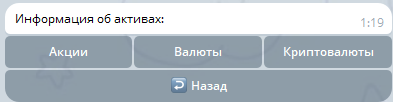 Информация об активах:
1:19
Акции Валюты Криптовалюты
↩️ Назад